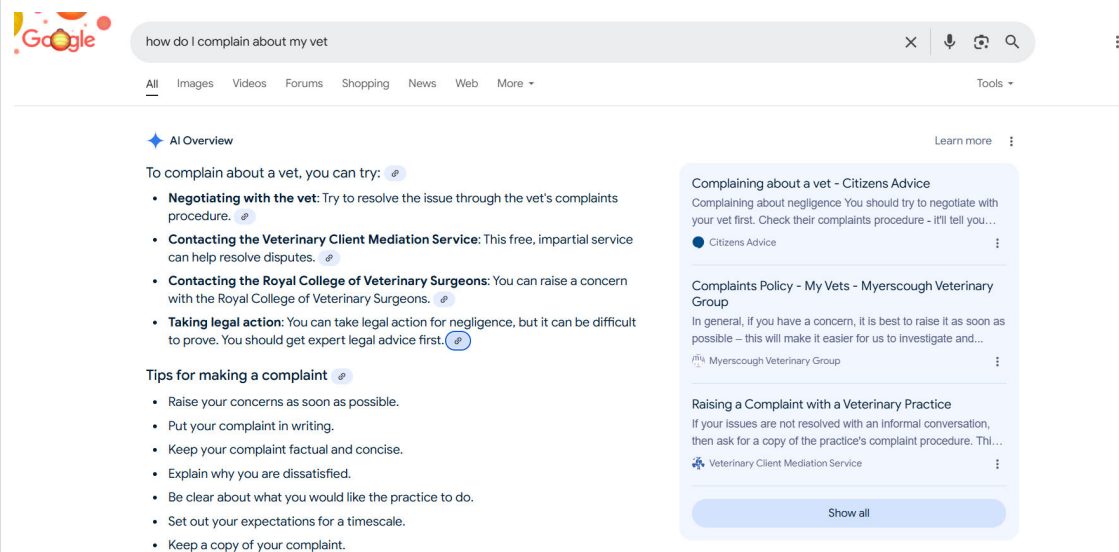 Google
how do I complain about my vet
All Images Videos Forums Shopping News Web More Tools
AI Overview
Learn more
To complain about a vet, you can try:
• Negotiating with the vet: Try to resolve the issue through the vet's complaints
procedure.
• Contacting the Veterinary Client Mediation Service: This free, impartial service
can help resolve disputes.
• Contacting the Royal College of Veterinary Surgeons: You can raise a concern
with the Royal College of Veterinary Surgeons.
• Taking legal action: You can take legal action for negligence, but it can be difficult
to prove. You should get expert legal advice first.
Tips for making a complaint
• Raise your concerns as soon as possible.
• Put your complaint in writing.
• Keep your complaint factual and concise.
• Explain why you are dissatisfied.
• Be clear about what you would like the practice to do.
• Set out your expectations for a timescale.
• Keep a copy of your complaint.
Complaining about a vet - Citizens Advice
Complaining about negligence You should try to negotiate with
your vet first. Check their complaints procedure - it'll tell you…
Citizens Advice
Complaints Policy - My Vets - Myerscough Veterinary
Group
In general, if you have a concern, it is best to raise it as soon as
possible – this will make it easier for us to investigate and...
Myerscough Veterinary Group
Raising a Complaint with a Veterinary Practice
If your issues are not resolved with an informal conversation,
then ask for a copy of the practice's complaint procedure. Thi…
Veterinary Client Mediation Service
Show all